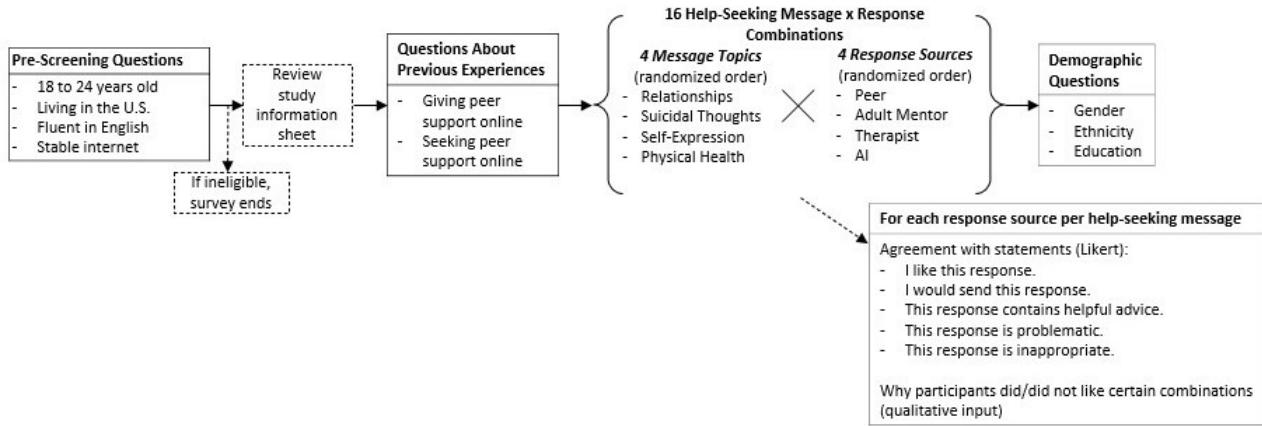 Pre-Screening Questions
- 18 to 24 years old
- Living in the U.S.
- Fluent in English
- Stable internet
If ineligible,
survey ends
Review
study
information
sheet
Questions About
Previous Experiences
- Giving peer
support online
- Seeking peer
support online
16 Help-Seeking Message x Response
Combinations
4 Message Topics
(randomized order)
- Relationships
- Suicidal Thoughts
- Self-Expression
- Physical Health
4 Response Sources
(randomized order)
- Peer
- Adult Mentor
- Therapist
- AI
Demographic
Questions
- Gender
- Ethnicity
- Education
For each response source per help-seeking message
Agreement with statements (Likert):
- I like this response.
- I would send this response.
- This response contains helpful advice.
- This response is problematic.
- This response is inappropriate.
Why participants did/did not like certain combinations
(qualitative input)